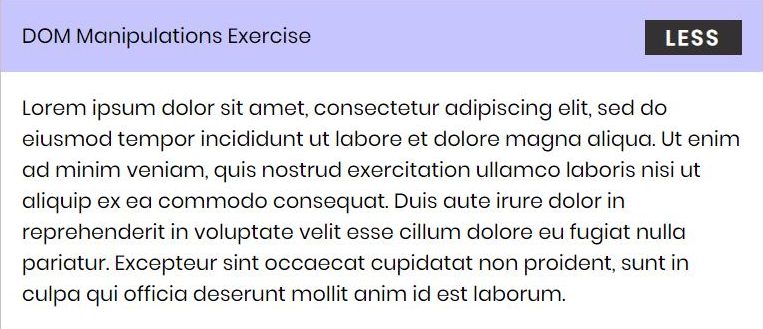 DOM Manipulations Exercise
LESS
Lorem ipsum dolor sit amet, consectetur adipiscing elit, sed do
eiusmod tempor incididunt ut labore et dolore magna aliqua. Ut enim
ad minim veniam, quis nostrud exercitation ullamco laboris nisi ut
aliquip ex ea commodo consequat. Duis aute irure dolor in
reprehenderit in voluptate velit esse cillum dolore eu fugiat nulla
pariatur. Excepteur sint occaecat cupidatat non proident, sunt in
culpa qui officia deserunt mollit anim id est laborum.